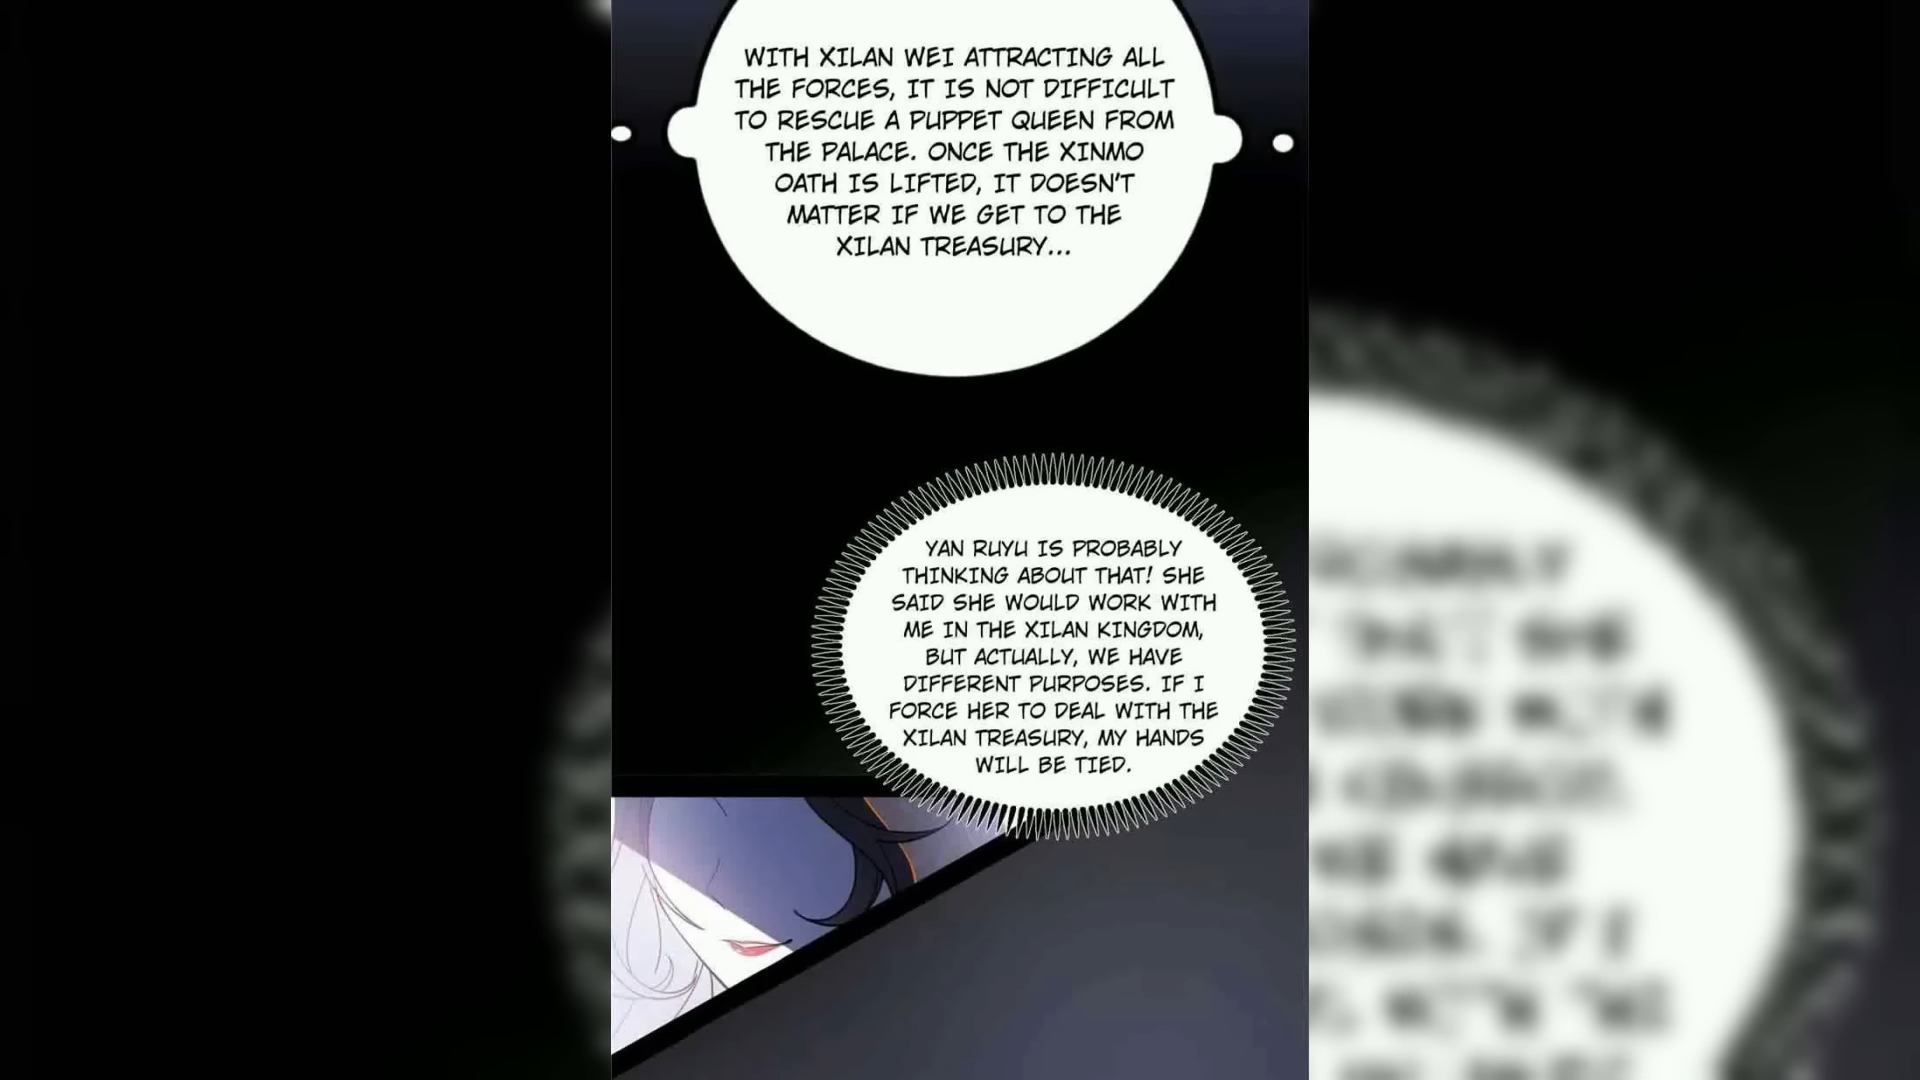 WITH XILAN WEI ATTRACTING ALL
THE FORCES, IT IS NOT DIFFICULT
TO RESCUE A PUPPET QUEEN FROM
THE PALACE. ONCE THE XINMO
OATH IS LIFTED, IT DOESN'T
MATTER IF WE GET TO THE
XILAN TREASURY...
YAN RUYU IS PROBABLY
THINKING ABOUT THAT! SHE
SAID SHE WOULD WORK WITH
ME IN THE XILAN KINGDOM,
BUT ACTUALLY, WE HAVE
DIFFERENT PURPOSES. IF I
FORCE HER TO DEAL WITH THE
XILAN TREASURY, MY HANDS
WILL BE TIED.